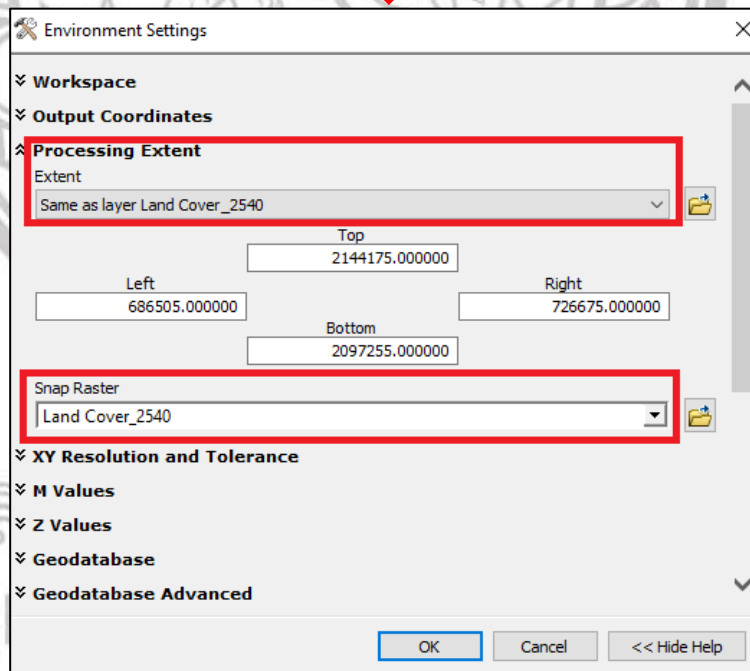 Environment Settings
Workspace
Output Coordinates
Processing Extent
Extent
Same as layer Land Cover_2540
Top
2144175.000000
Left
Right
686505.000000
726675.000000
Bottom
2097255.000000
Snap Raster
Land Cover_2540
XY Resolution and Tolerance
M Values
Z Values
Geodatabase
Geodatabase Advanced
OK
Cancel
<< Hide Help